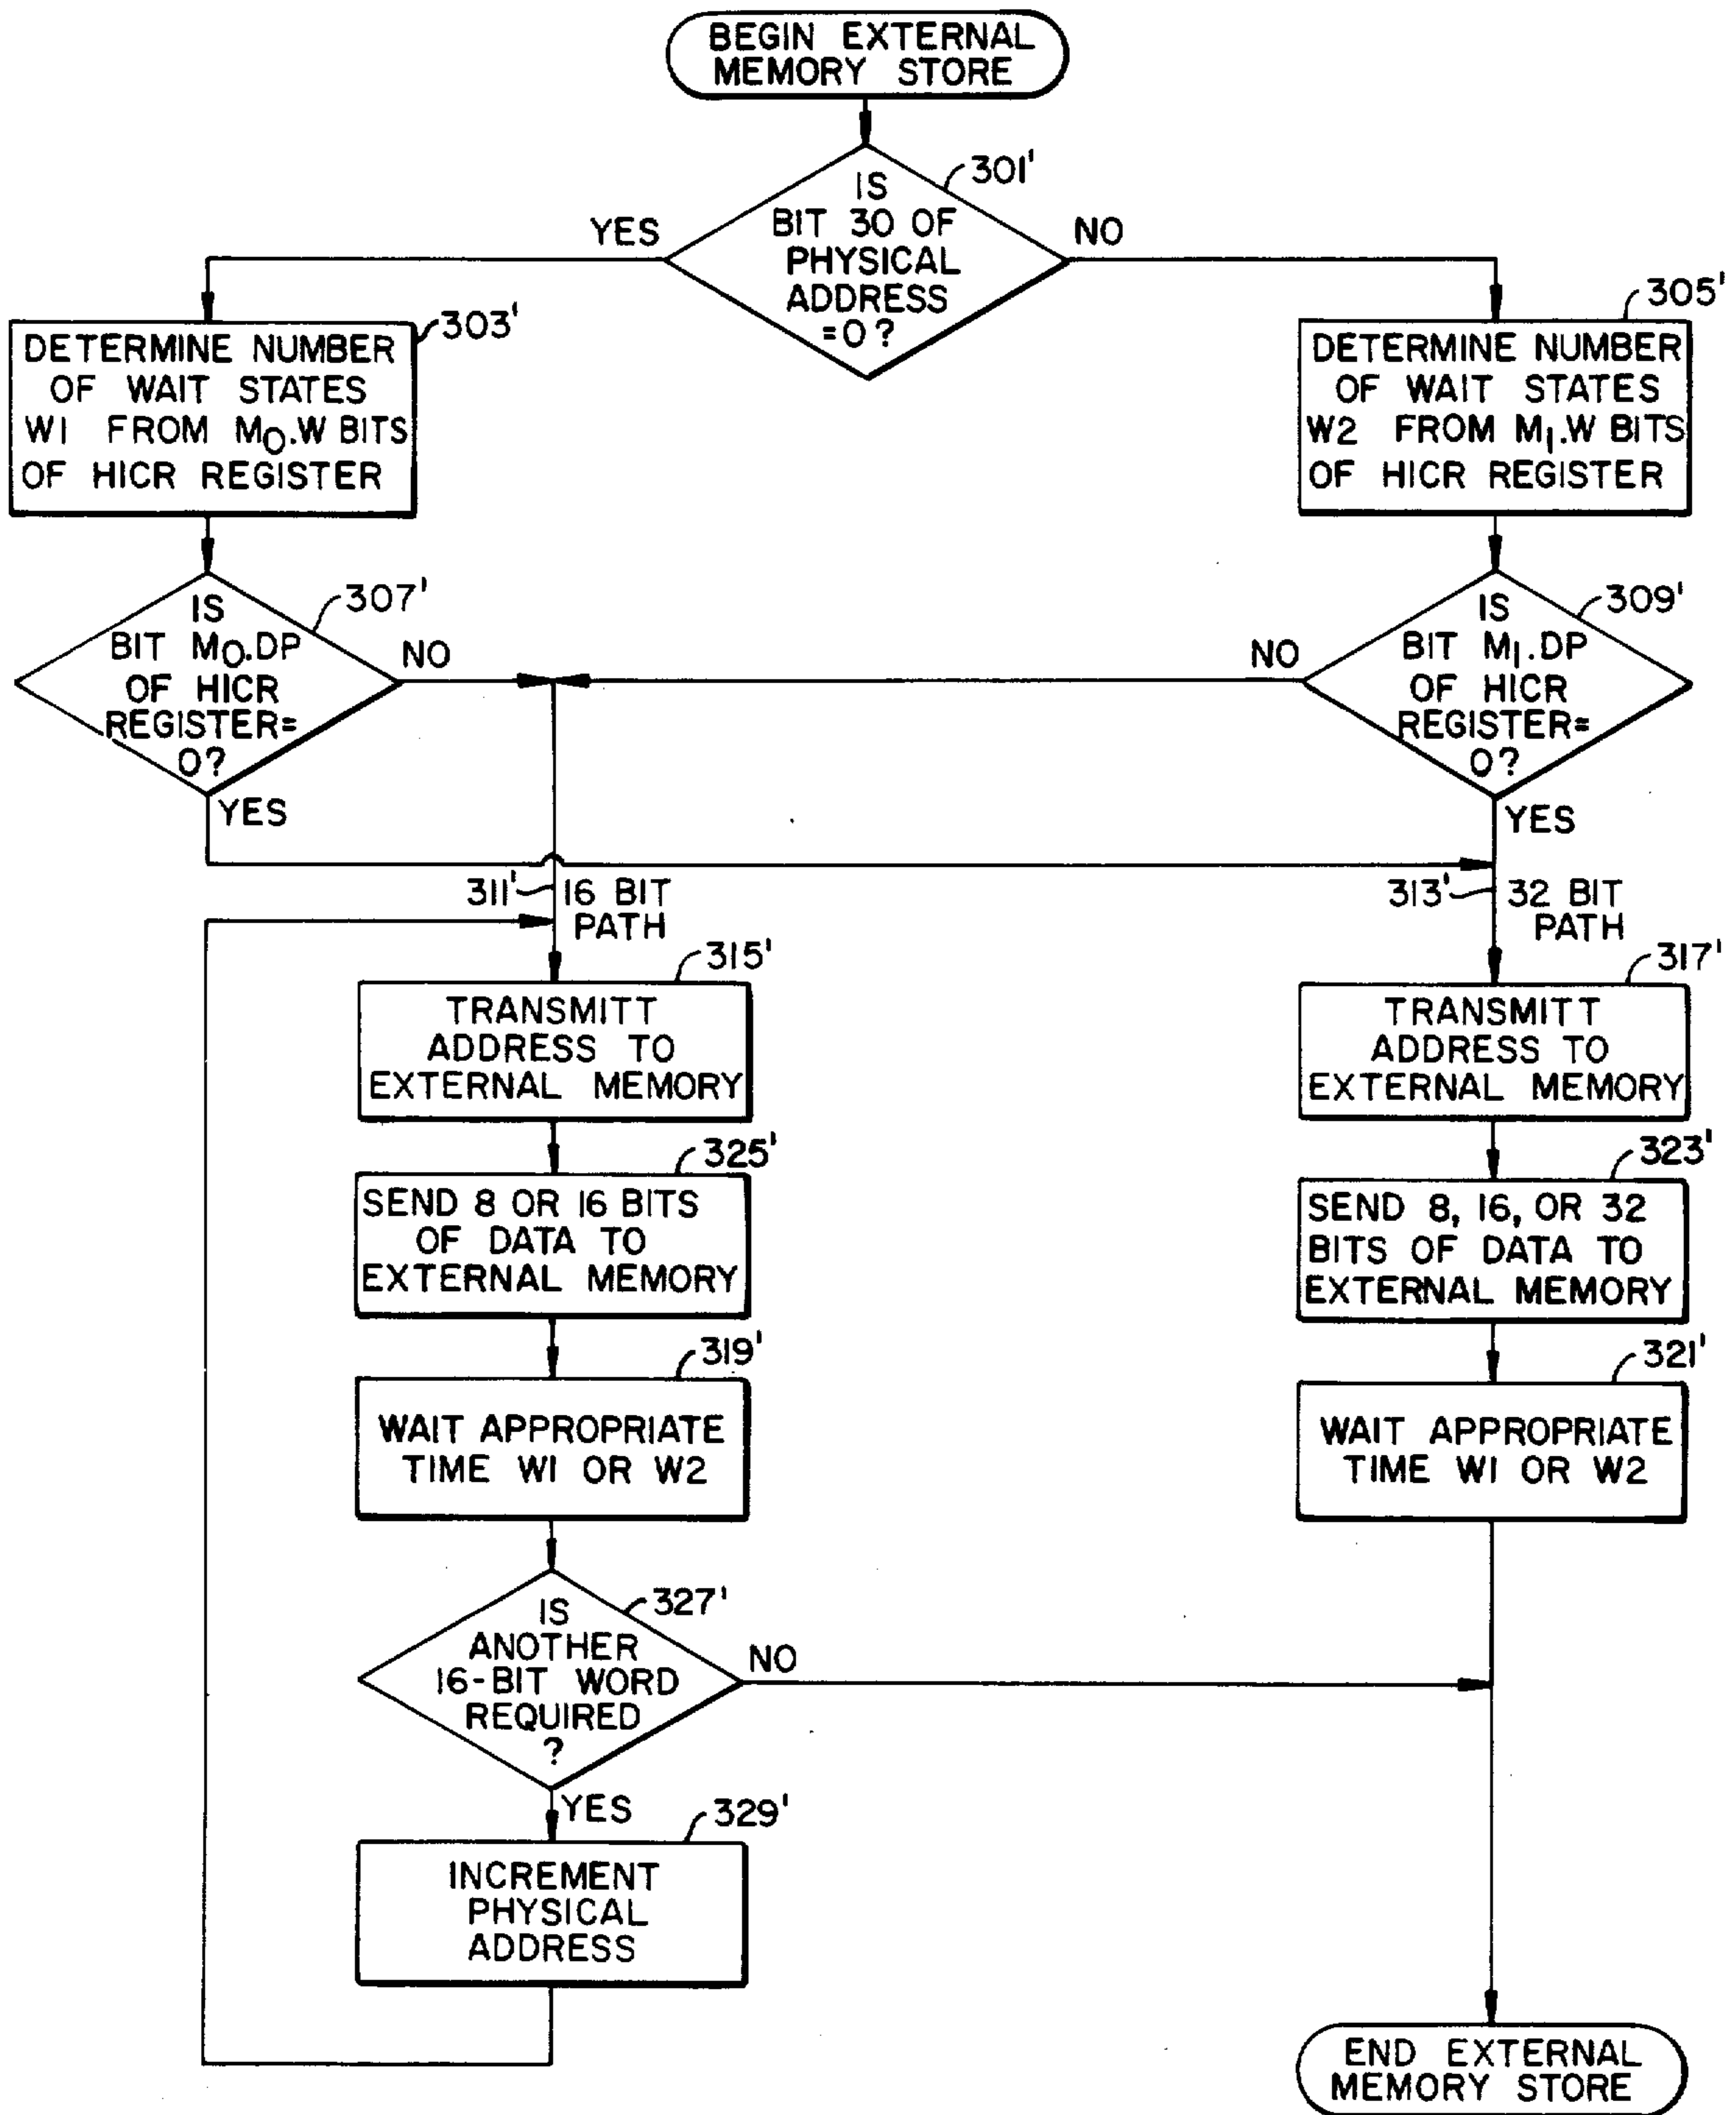 BEGIN EXTERNAL
MEMORY STORE
301'
IS
BIT 30 OF
PHYSICAL
ADDRESS
=0?
YES
NO
303'
DETERMINE NUMBER
OF WAIT STATES
W1 FROM M0.W BITS
OF HICR REGISTER
305'
DETERMINE NUMBER
OF WAIT STATES
W2 FROM M1.W BITS
OF HICR REGISTER
307'
IS
BIT M0.DP
OF HICR
REGISTER=
0?
NO
YES
309'
IS
BIT M1.DP
OF HICR
REGISTER=
0?
NO
YES
311'
16 BIT
PATH
313'
32 BIT
PATH
315'
TRANSMITT
ADDRESS TO
EXTERNAL MEMORY
317'
TRANSMITT
ADDRESS TO
EXTERNAL MEMORY
325'
SEND 8 OR 16 BITS
OF DATA TO
EXTERNAL MEMORY
323'
SEND 8, 16, OR 32
BITS OF DATA TO
EXTERNAL MEMORY
319'
WAIT APPROPRIATE
TIME W1 OR W2
321'
WAIT APPROPRIATE
TIME W1 OR W2
327'
IS
ANOTHER
16-BIT WORD
REQUIRED
?
NO
YES
329'
INCREMENT
PHYSICAL
ADDRESS
END EXTERNAL
MEMORY STORE